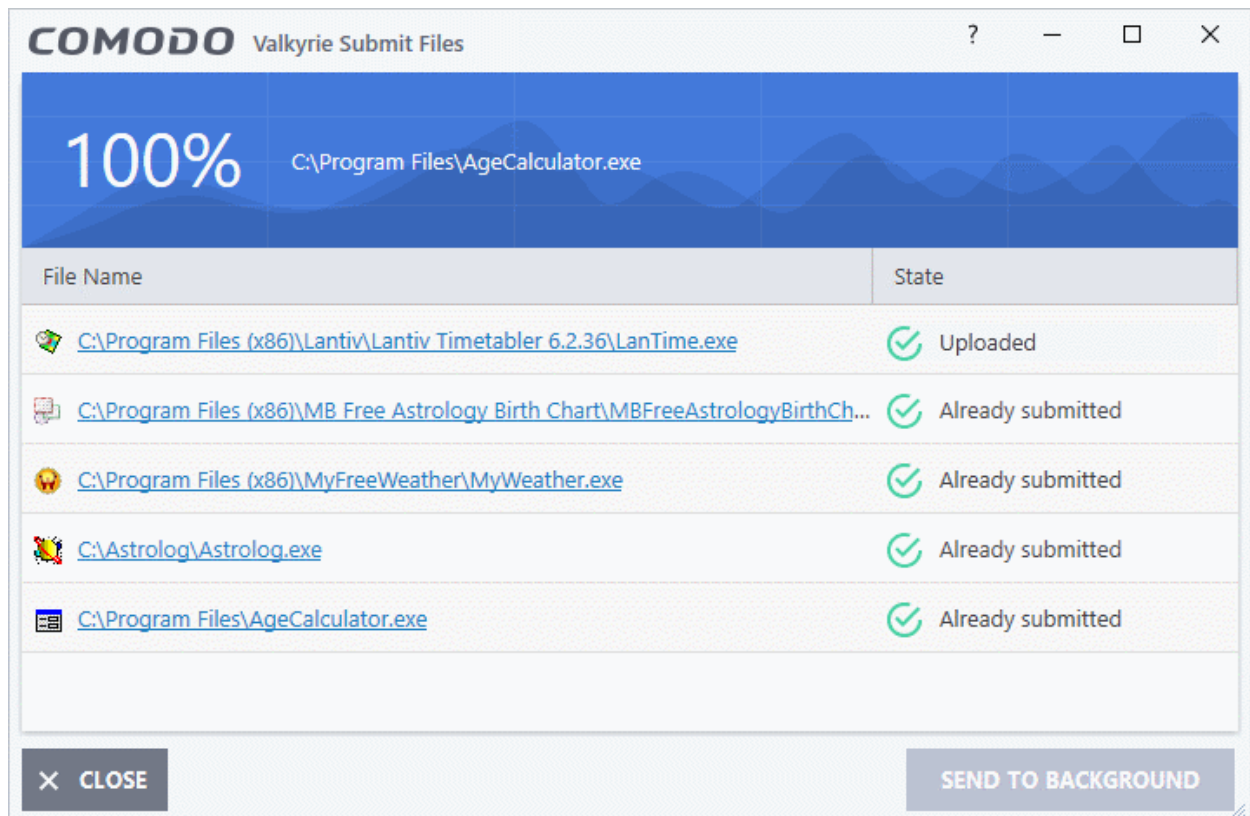 COMODO Valkyrie Submit Files ?
100% C:\Program Files\AgeCalculator.exe
File Name State
C:\Program Files (x86)\Lantiv\Lantiv Timetabler 6.2.36\LanTime.exe Uploaded
C:\Program Files (x86)\MB Free Astrology Birth Chart\MBFreeAstrologyBirthCh... Already submitted
C:\Program Files (x86)\MyFreeWeather\MyWeather.exe Already submitted
C:\Astrolog\Astrolog.exe Already submitted
C:\Program Files\AgeCalculator.exe Already submitted
CLOSE SEND TO BACKGROUND